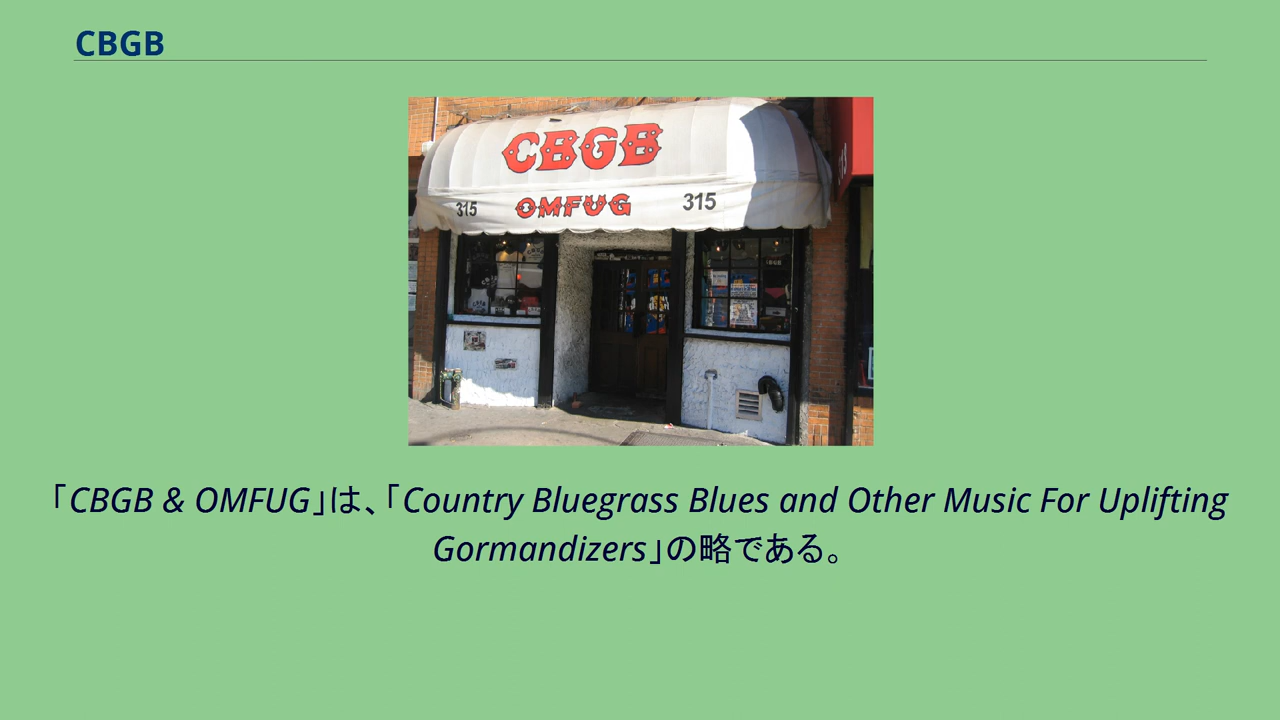 CBGB
CBGB
315 OMFUG 315
「CBGB & OMFUG」は、「Country Bluegrass Blues and Other Music For Uplifting
Gormandizers」の略である。